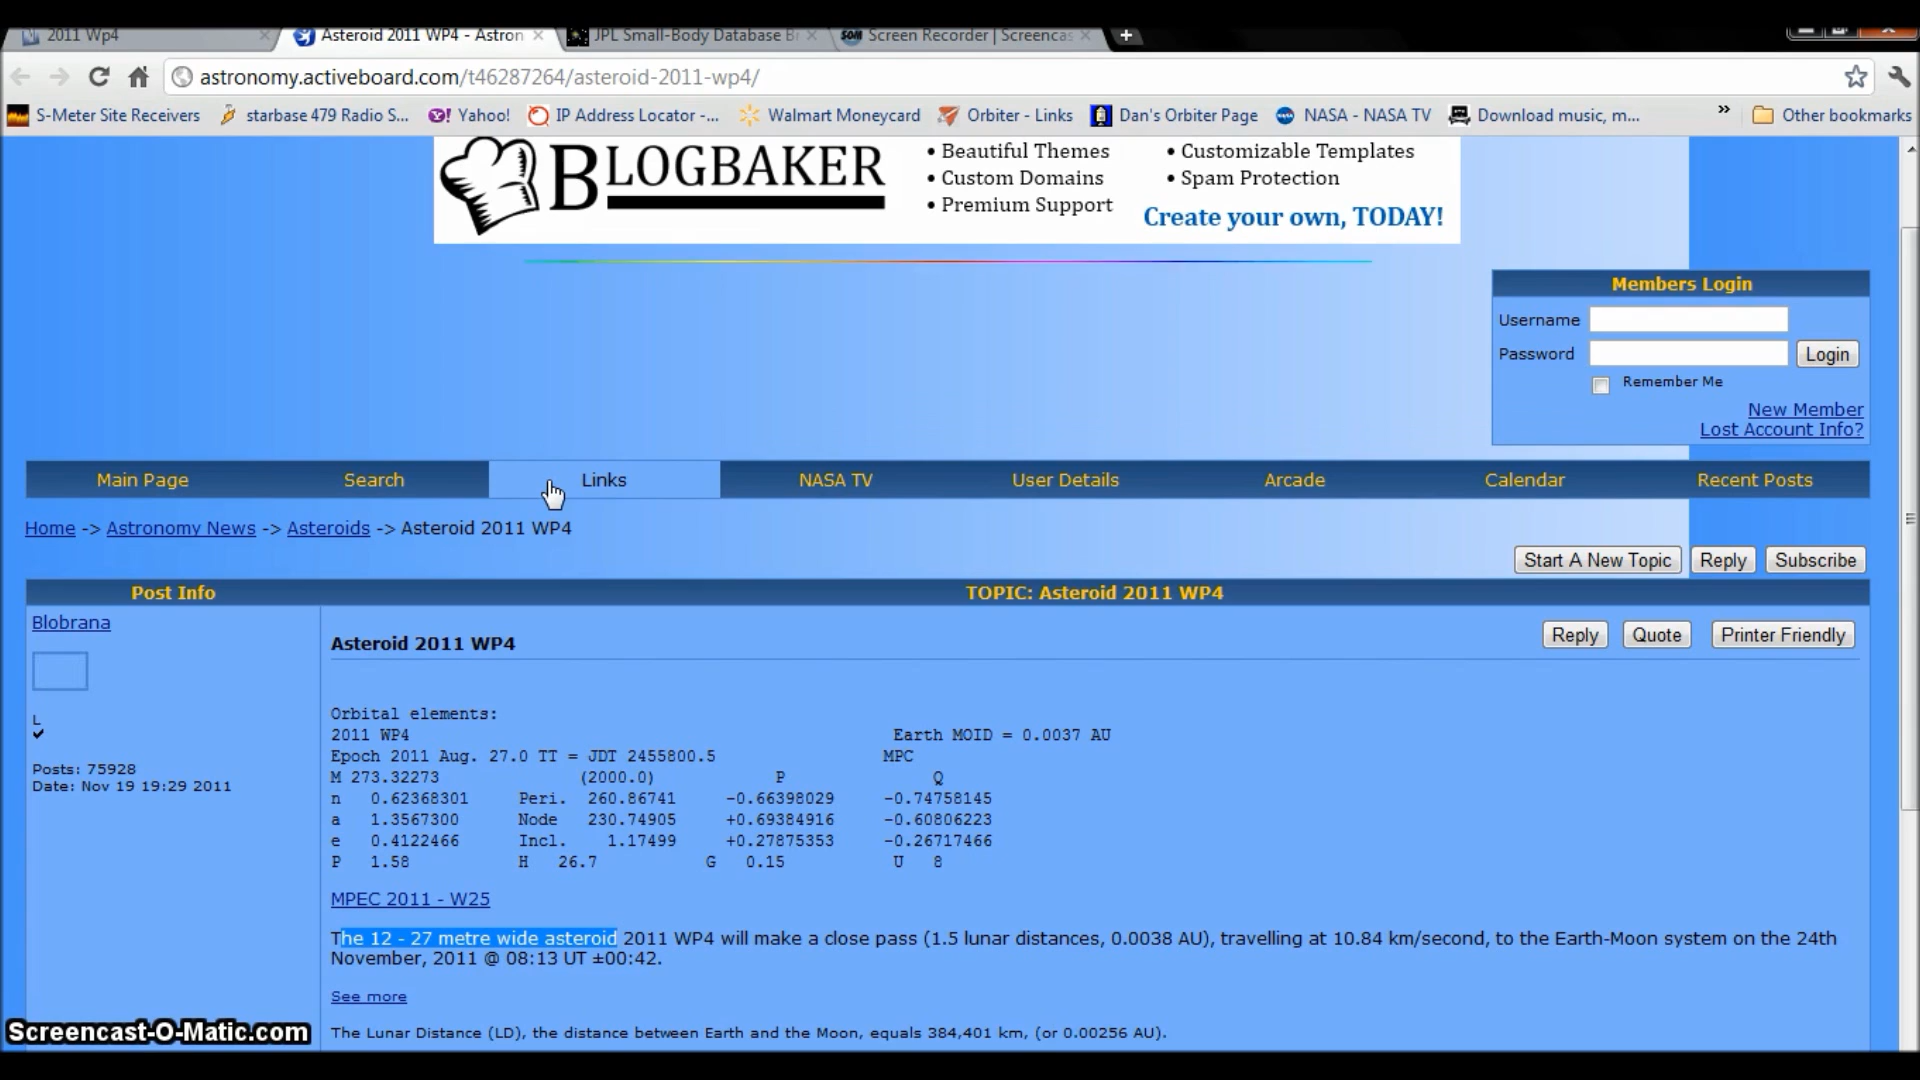 2011 Wp4
Asteroid 2011 WP4 - Astron
JPL Small-Body Database Br
SOM Screen Recorder | Screencas
astronomy.activeboard.com/t46287264/asteroid-2011-wp4/
S-Meter Site Receivers starbase 479 Radio S... Yahoo! IP Address Locator -... Walmart Moneycard Orbiter - Links Dan's Orbiter Page NASA - NASA TV Download music, m... » Other bookmarks
BLOGBAKER
• Beautiful Themes • Customizable Templates
• Custom Domains • Spam Protection
• Premium Support
Create your own, TODAY!
Members Login
Username
Password Login
Remember Me
New Member
Lost Account Info?
Main Page Search Links NASA TV User Details Arcade Calendar Recent Posts
Home -> Astronomy News -> Asteroids -> Asteroid 2011 WP4
Start A New Topic Reply Subscribe
Post Info TOPIC: Asteroid 2011 WP4
Blobrana
L
Posts: 75928
Date: Nov 19 19:29 2011
Asteroid 2011 WP4 Reply Quote Printer Friendly
Orbital elements:
2011 WP4 Earth MOID = 0.0037 AU
Epoch 2011 Aug. 27.0 TT = JDT 2455800.5 MPC
M 273.32273 (2000.0) P Q
n 0.62368301 Peri. 260.86741 -0.66398029 -0.74758145
a 1.3567300 Node 230.74905 +0.69384916 -0.60806223
e 0.4122466 Incl. 1.17499 +0.27875353 -0.26717466
P 1.58 H 26.7 G 0.15 U 8
MPEC 2011 - W25
The 12 - 27 metre wide asteroid 2011 WP4 will make a close pass (1.5 lunar distances, 0.0038 AU), travelling at 10.84 km/second, to the Earth-Moon system on the 24th
November, 2011 @ 08:13 UT ±00:42.
See more
The Lunar Distance (LD), the distance between Earth and the Moon, equals 384,401 km, (or 0.00256 AU).
Screencast-O-Matic.com